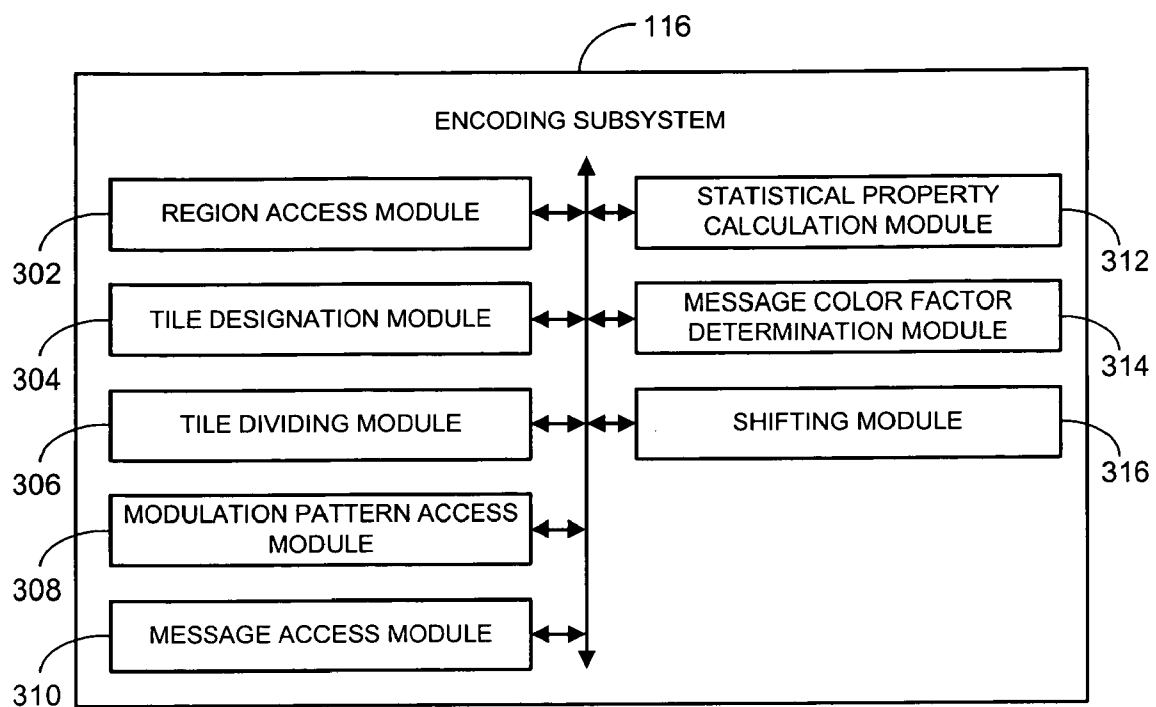 116
ENCODING SUBSYSTEM
REGION ACCESS MODULE
302
TILE DESIGNATION MODULE
304
TILE DIVIDING MODULE
306
MODULATION PATTERN ACCESS
MODULE
308
MESSAGE ACCESS MODULE
310
STATISTICAL PROPERTY
CALCULATION MODULE
312
MESSAGE COLOR FACTOR
DETERMINATION MODULE
314
SHIFTING MODULE
316